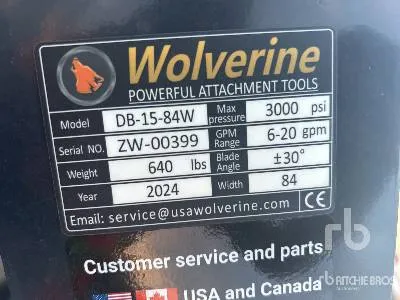 Wolverine
POWERFUL ATTACHMENT TOOLS
Model DB-15-84W Max pressure 3000 psi
Serial NO. ZW-00399 GPM Range 6-20 gpm
Weight 640 lbs Blade Angle ±30°
Year 2024 Width 84
Email: service@usawolverine.com CE
Customer service and parts
USA and Canada
rb
RITCHIE BROS